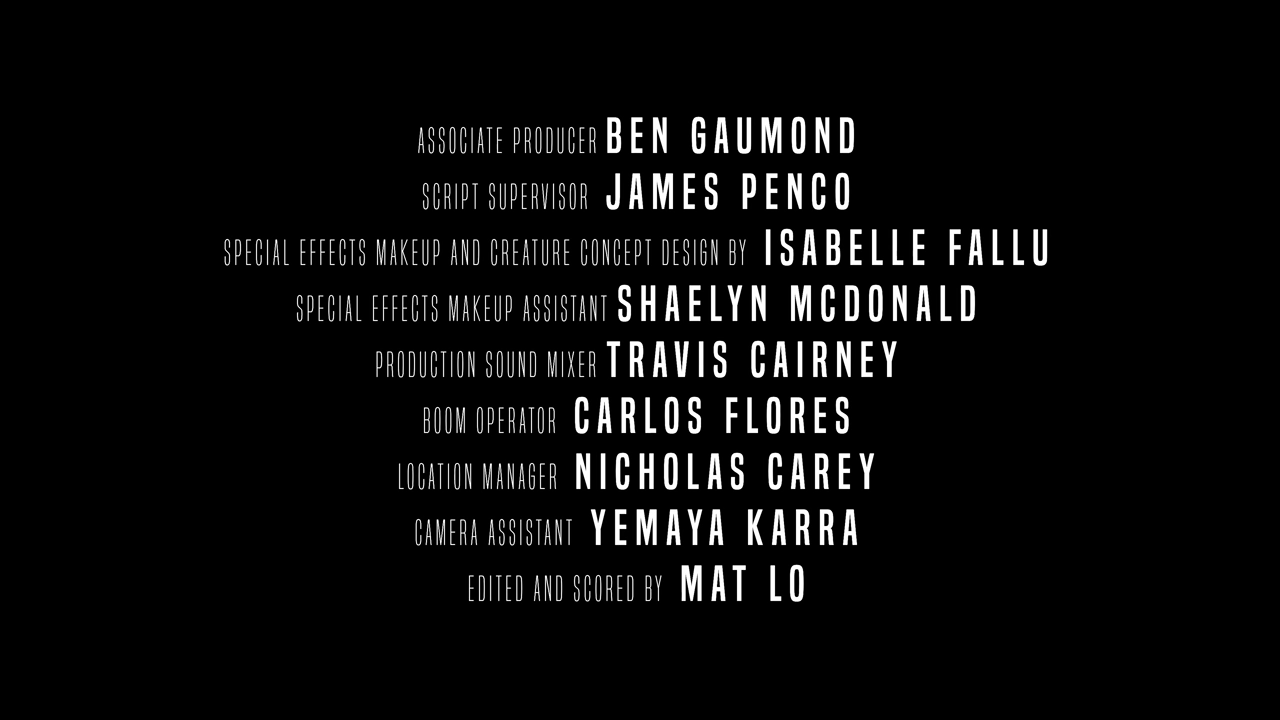 ASSOCIATE PRODUCER BEN GAUMOND
SCRIPT SUPERVISOR JAMES PENCO
SPECIAL EFFECTS MAKEUP AND CREATURE CONCEPT DESIGN BY ISABELLE FALLU
SPECIAL EFFECTS MAKEUP ASSISTANT SHAELYN MCDONALD
PRODUCTION SOUND MIXER TRAVIS CAIRNEY
BOOM OPERATOR CARLOS FLORES
LOCATION MANAGER NICHOLAS CAREY
CAMERA ASSISTANT YEMAYA KARRA
EDITED AND SCORED BY MAT LO